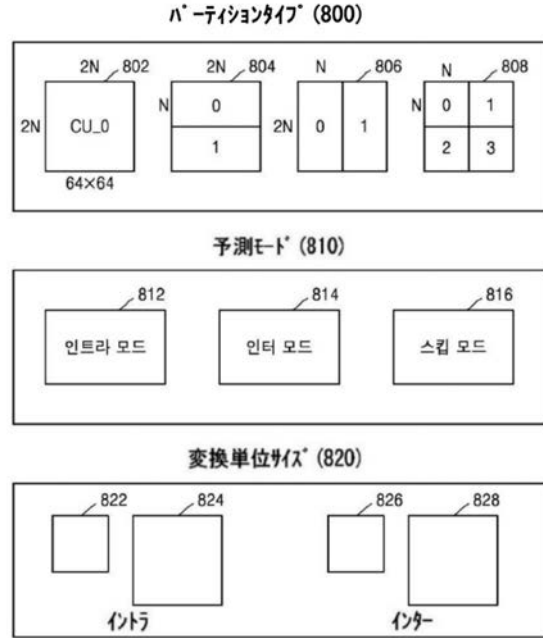 パーティションタイプ (800)
2N 802 2N 804 N 806 N 808
2N CU_0 N 0 1 2N 0 1 N 0 1 2 3
64×64
予測モード (810)
812 814 816
인트라 모드 인터 모드 스킵 모드
変換単位サイズ (820)
822 824 826 828
イントラ インター